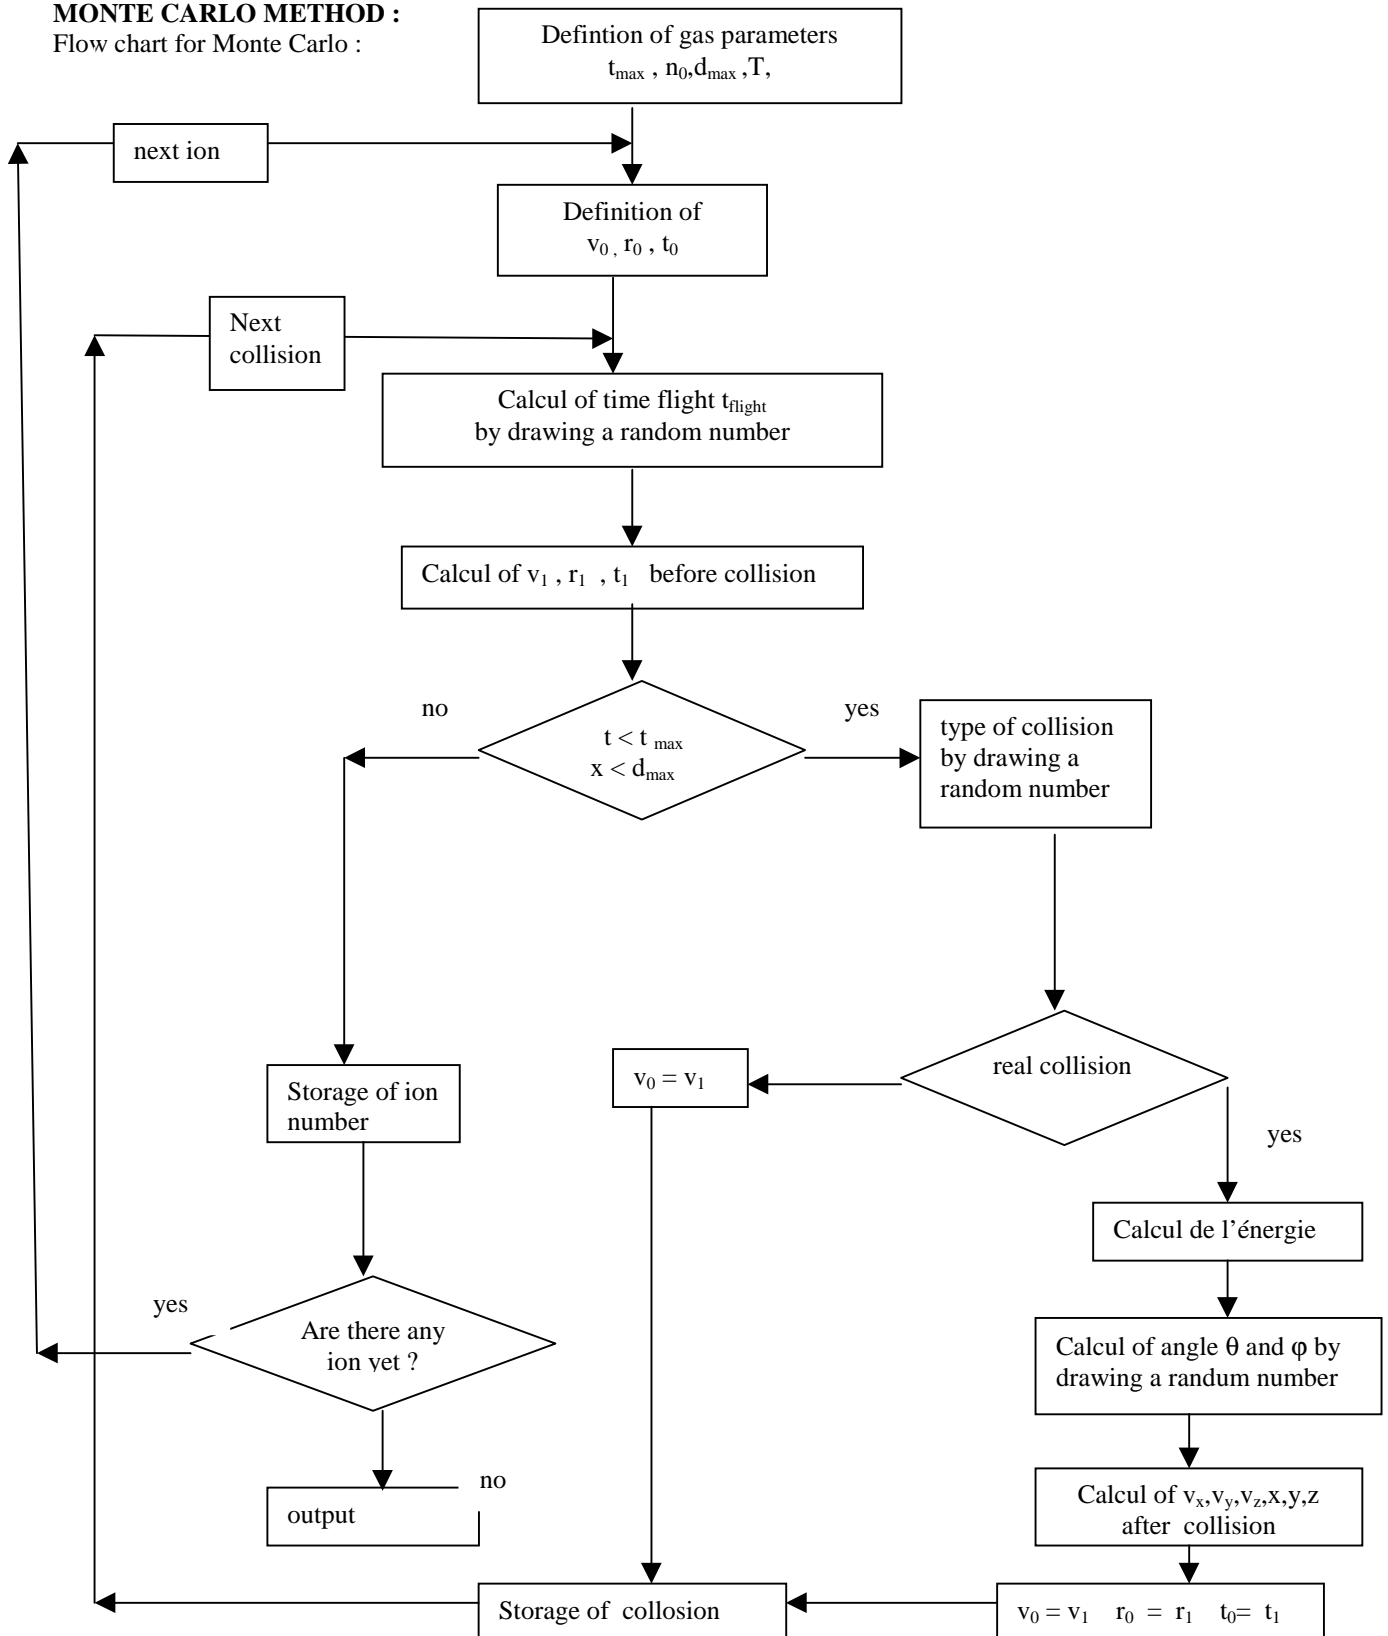 MONTE CARLO METHOD :
Flow chart for Monte Carlo :
Defintion of gas parameters
tmax , n0,dmax ,T,
next ion
Definition of
v0 , r0 , t0
Next
collision
Calcul of time flight tflight
by drawing a random number
Calcul of v1 , r1 , t1 before collision
no
yes
t < t max
x < dmax
type of collision
by drawing a
random number
real collision
v0 = v1
Storage of ion
number
yes
Calcul de l’énergie
yes
Are there any
ion yet ?
Calcul of angle θ and φ by
drawing a randum number
no
output
Calcul of vx,vy,vz,x,y,z
after collision
Storage of collosion
v0 = v1 r0 = r1 t0= t1